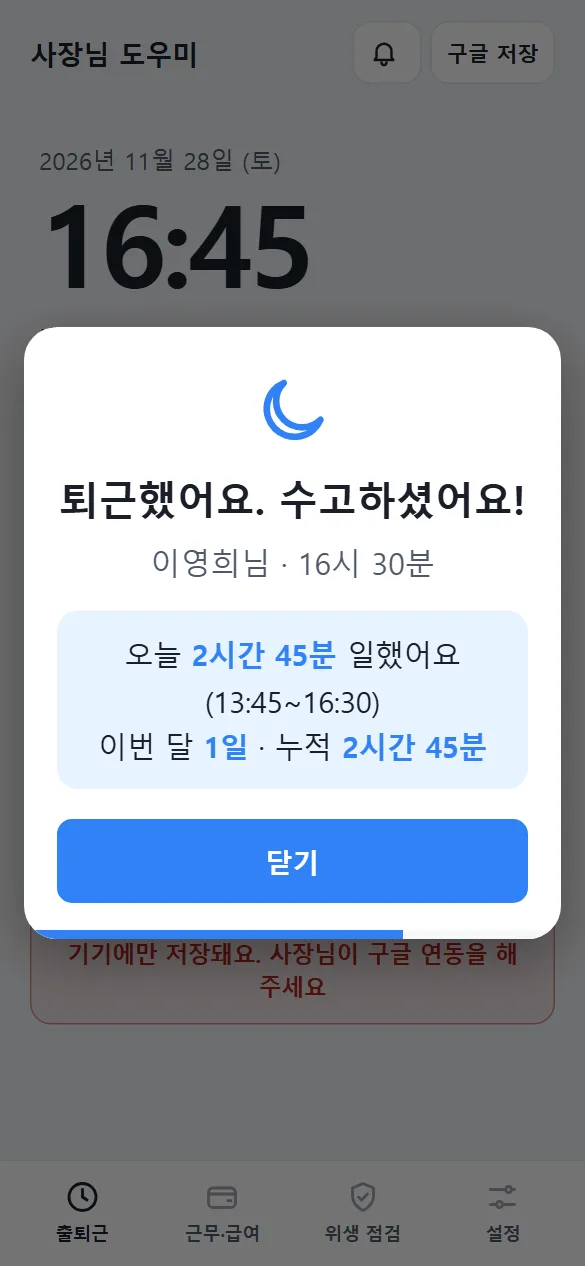 사장님 도우미
구글 저장
2026년 11월 28일 (토)
16:45
퇴근했어요. 수고하셨어요!
이영희님 · 16시 30분
오늘 2시간 45분 일했어요
(13:45~16:30)
이번 달 1일 · 누적 2시간 45분
닫기
기기에만 저장돼요. 사장님이 구글 연동을 해
주세요
출퇴근
근무·급여
위생 점검
설정